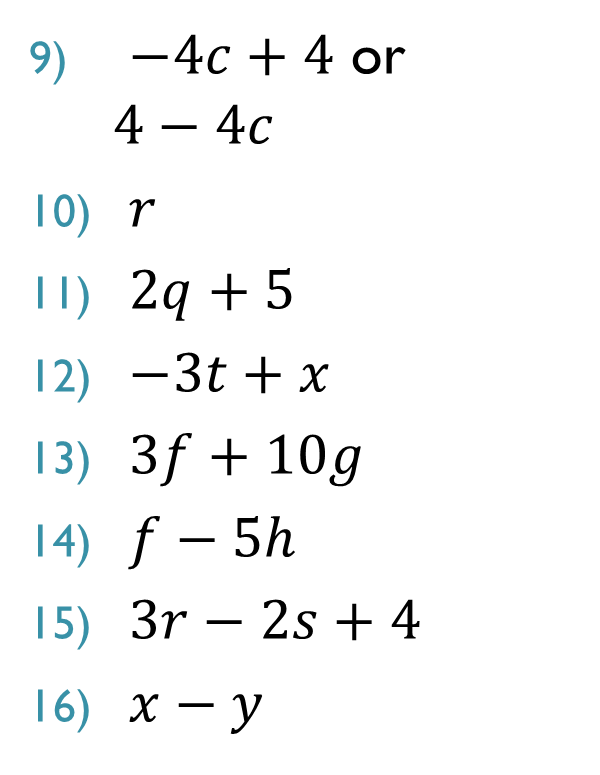 9) −4c + 4 or
4 − 4c
10) r
11) 2q + 5
12) −3t + x
13) 3f + 10g
14) f − 5h
15) 3r − 2s + 4
16) x − y